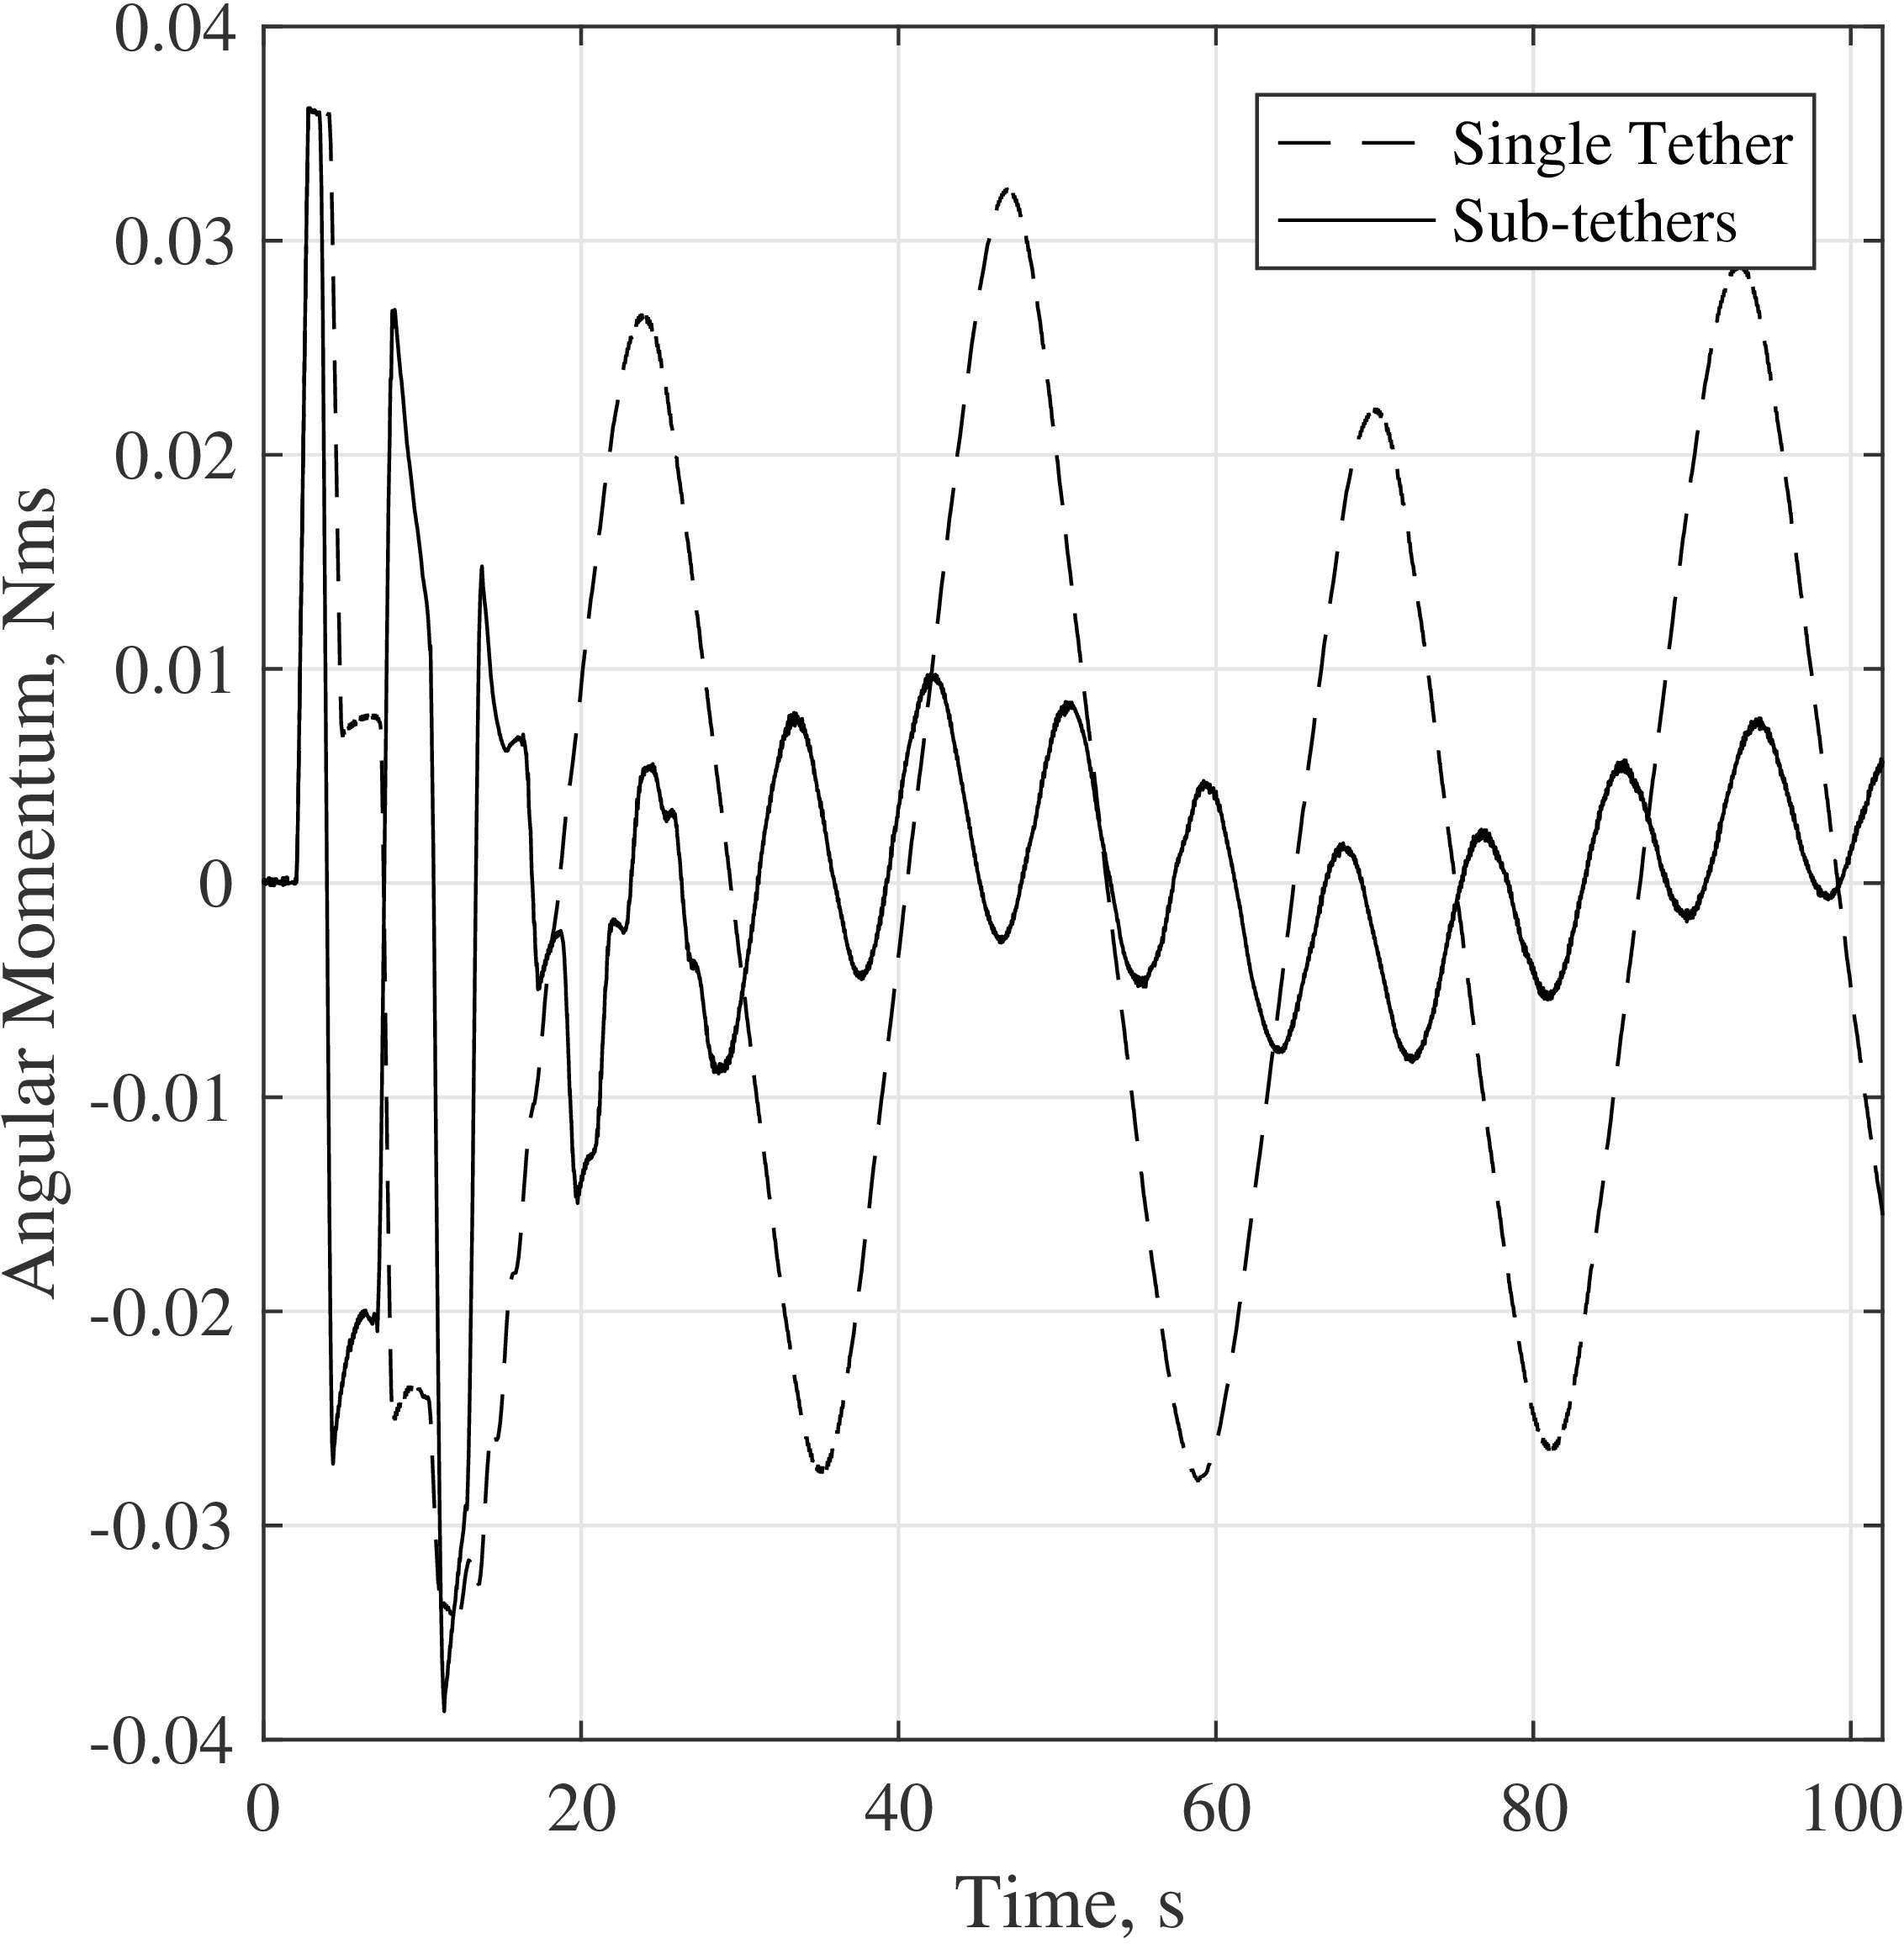 0.04
0.03
0.02
0.01
0
-0.01
-0.02
-0.03
-0.04
Angular Momentum, Nms
Single Tether
Sub-tethers
0 20 40 60 80 100
Time, s